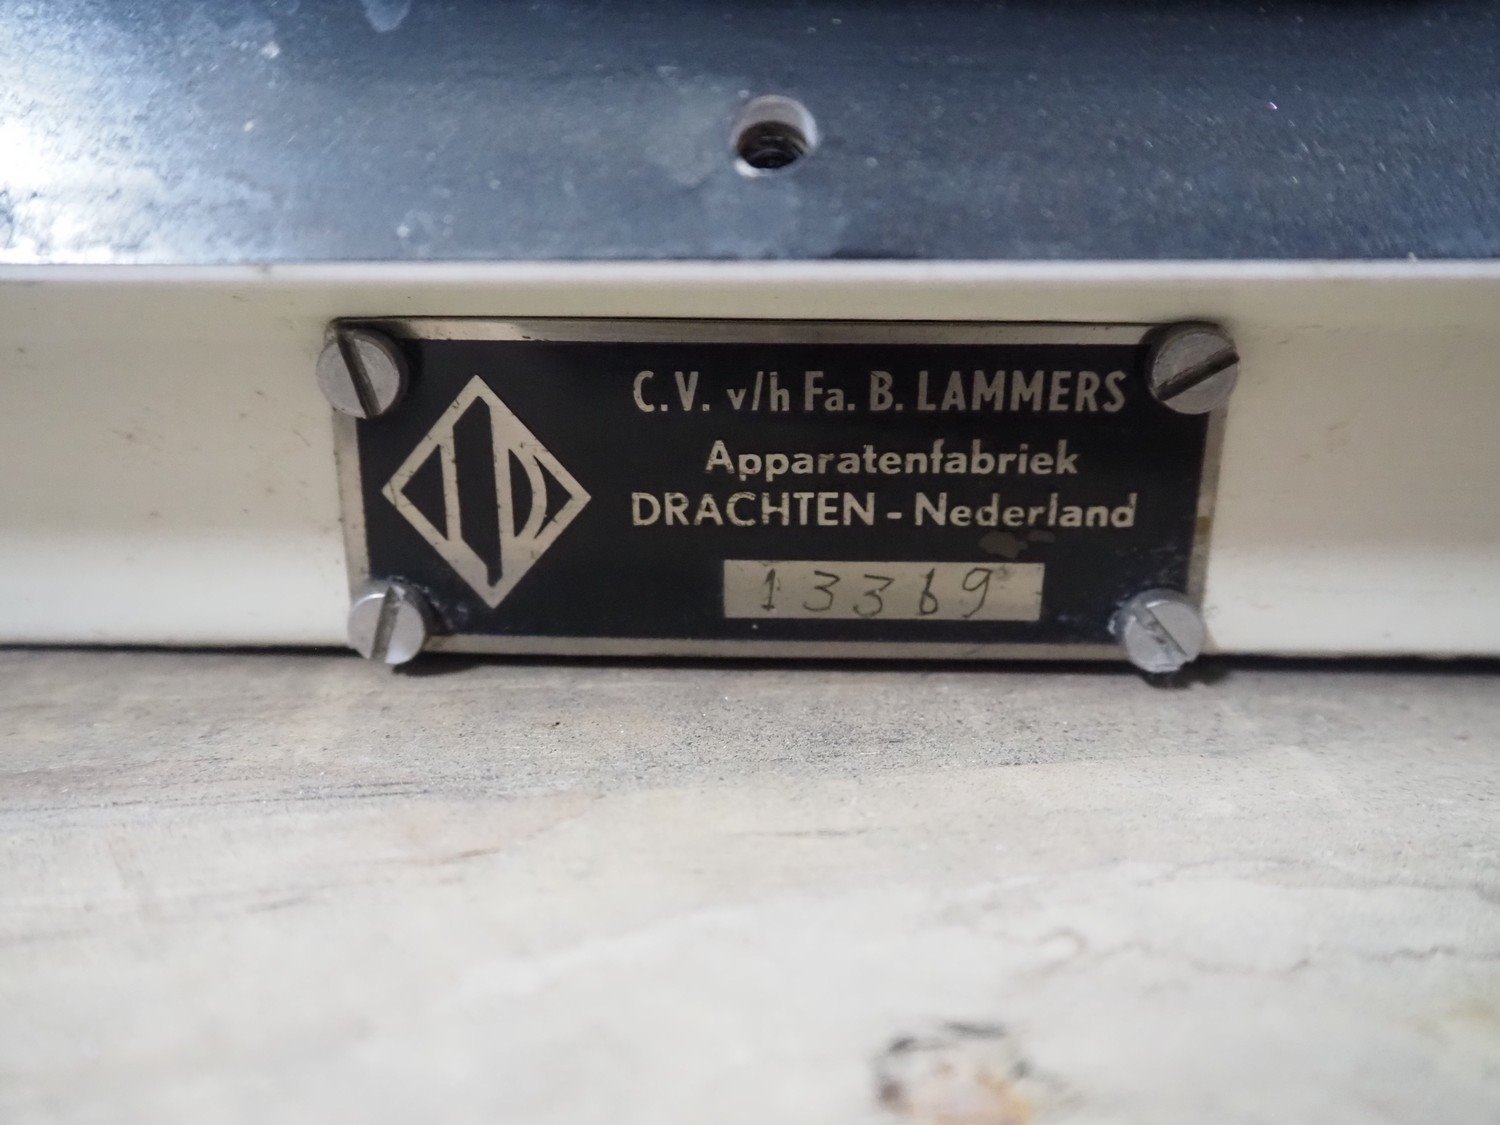 C.V. v/h Fa. B. LAMMERS
Apparatenfabriek
DRACHTEN - Nederland
13369